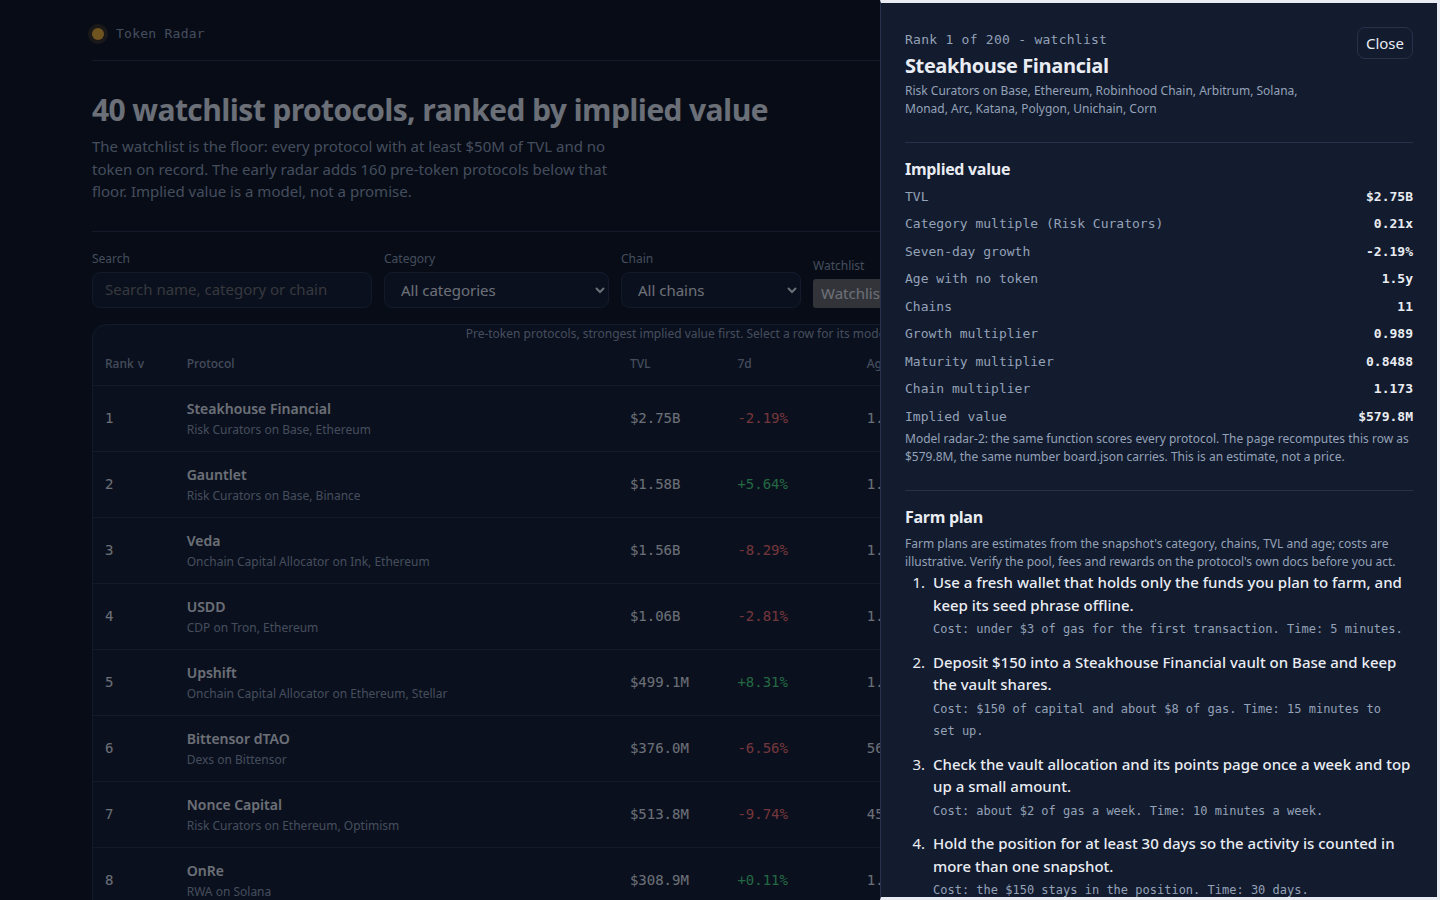 Token Radar
40 watchlist protocols, ranked by implied value
The watchlist is the floor: every protocol with at least $50M of TVL and no
token on record. The early radar adds 160 pre-token protocols below that
floor. Implied value is a model, not a promise.
Search
Category
Chain
Watchlist
Search name, category or chain
All categories
All chains
Watchlis
Pre-token protocols, strongest implied value first. Select a row for its mod
Rank v
Protocol
TVL
7d
Ag
1
Steakhouse Financial
Risk Curators on Base, Ethereum
$2.75B
-2.19%
1.
2
Gauntlet
Risk Curators on Base, Binance
$1.58B
+5.64%
1.
3
Veda
Onchain Capital Allocator on Ink, Ethereum
$1.56B
-8.29%
1.
4
USDD
CDP on Tron, Ethereum
$1.06B
-2.81%
1.
5
Upshift
Onchain Capital Allocator on Ethereum, Stellar
$499.1M
+8.31%
1.
6
Bittensor dTAO
Dexs on Bittensor
$376.0M
-6.56%
56
7
Nonce Capital
Risk Curators on Ethereum, Optimism
$513.8M
-9.74%
45
8
OnRe
RWA on Solana
$308.9M
+0.11%
1.
Rank 1 of 200 - watchlist
Close
Steakhouse Financial
Risk Curators on Base, Ethereum, Robinhood Chain, Arbitrum, Solana,
Monad, Arc, Katana, Polygon, Unichain, Corn
Implied value
TVL $2.75B
Category multiple (Risk Curators) 0.21x
Seven-day growth -2.19%
Age with no token 1.5y
Chains 11
Growth multiplier 0.989
Maturity multiplier 0.8488
Chain multiplier 1.173
Implied value $579.8M
Model radar-2: the same function scores every protocol. The page recomputes this row as
$579.8M, the same number board.json carries. This is an estimate, not a price.
Farm plan
Farm plans are estimates from the snapshot's category, chains, TVL and age; costs are
illustrative. Verify the pool, fees and rewards on the protocol's own docs before you act.
1. Use a fresh wallet that holds only the funds you plan to farm, and
keep its seed phrase offline.
Cost: under $3 of gas for the first transaction. Time: 5 minutes.
2. Deposit $150 into a Steakhouse Financial vault on Base and keep
the vault shares.
Cost: $150 of capital and about $8 of gas. Time: 15 minutes to
set up.
3. Check the vault allocation and its points page once a week and top
up a small amount.
Cost: about $2 of gas a week. Time: 10 minutes a week.
4. Hold the position for at least 30 days so the activity is counted in
more than one snapshot.
Cost: the $150 stays in the position. Time: 30 days.